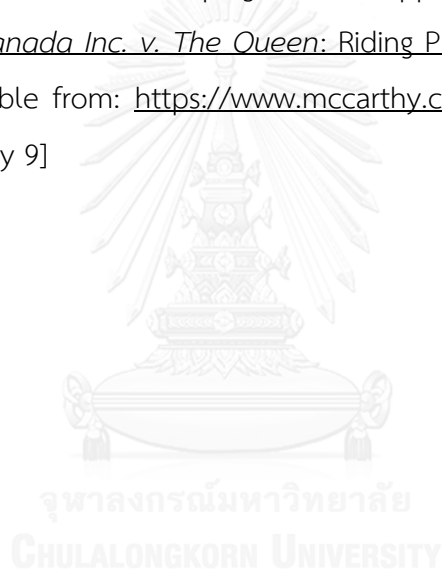 anada Inc. v. The Queen: Riding P
ble from: https://www.mccarthy.c
y 9]
จุฬาลงกรณ์มหาวิทยาลัย
CHULALONGKORN UNIVERSITY